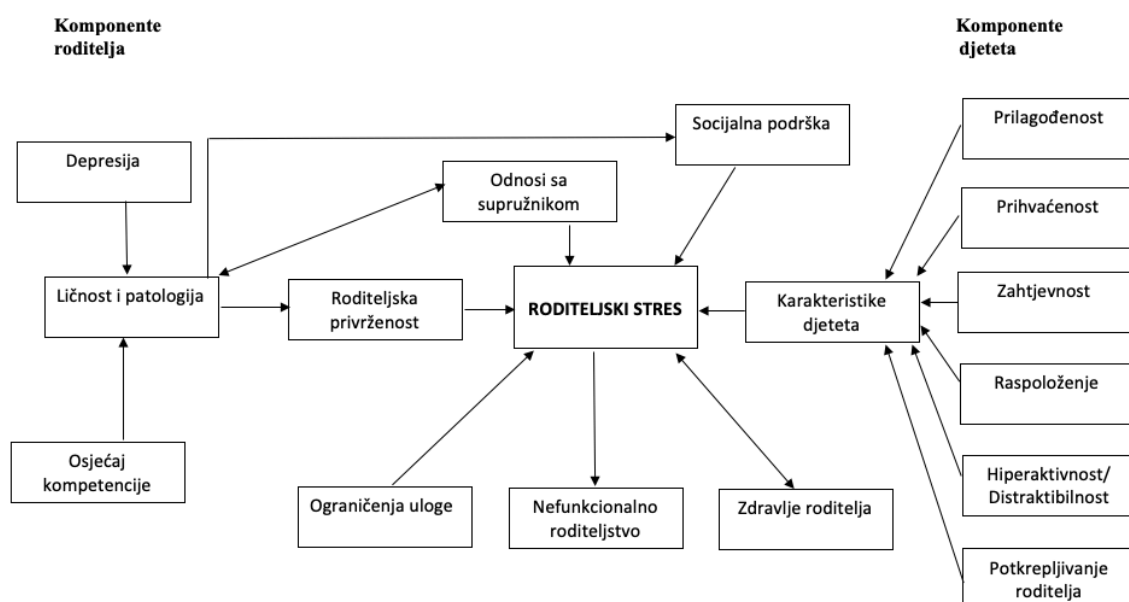 Komponente
roditelja
Komponente
djeteta
Socijalna podrška
Prilagođenost
Depresija
Odnosi sa
supružnikom
Prihvaćenost
Ličnost i patologija
Roditeljska
privrženost
RODITELJSKI STRES
Karakteristike
djeteta
Zahtjevnost
Raspoloženje
Osjećaj
kompetencije
Ograničenja uloge
Nefunkcionalno
roditeljstvo
Zdravlje roditelja
Hiperaktivnost/
Distraktibilnost
Potkrepljivanje
roditelja